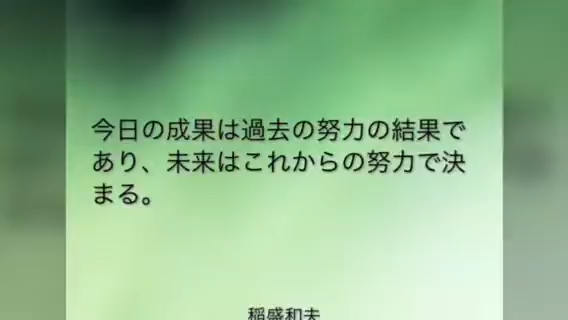 今日の成果は過去の努力の結果で
あり、未来はこれからの努力で決
まる。
稲盛和夫